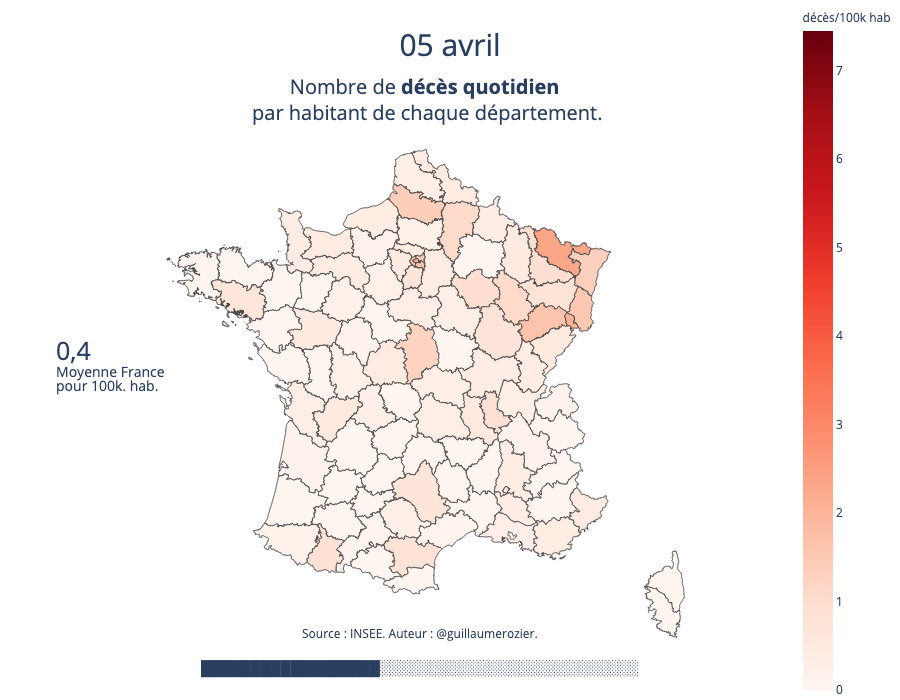 décès/100k hab
05 avril
Nombre de décès quotidien
par habitant de chaque département.
7
6
5
4
3
2
1
0
0,4
Moyenne France
pour 100k. hab.
Source : INSEE. Auteur : @guillaumerozier.